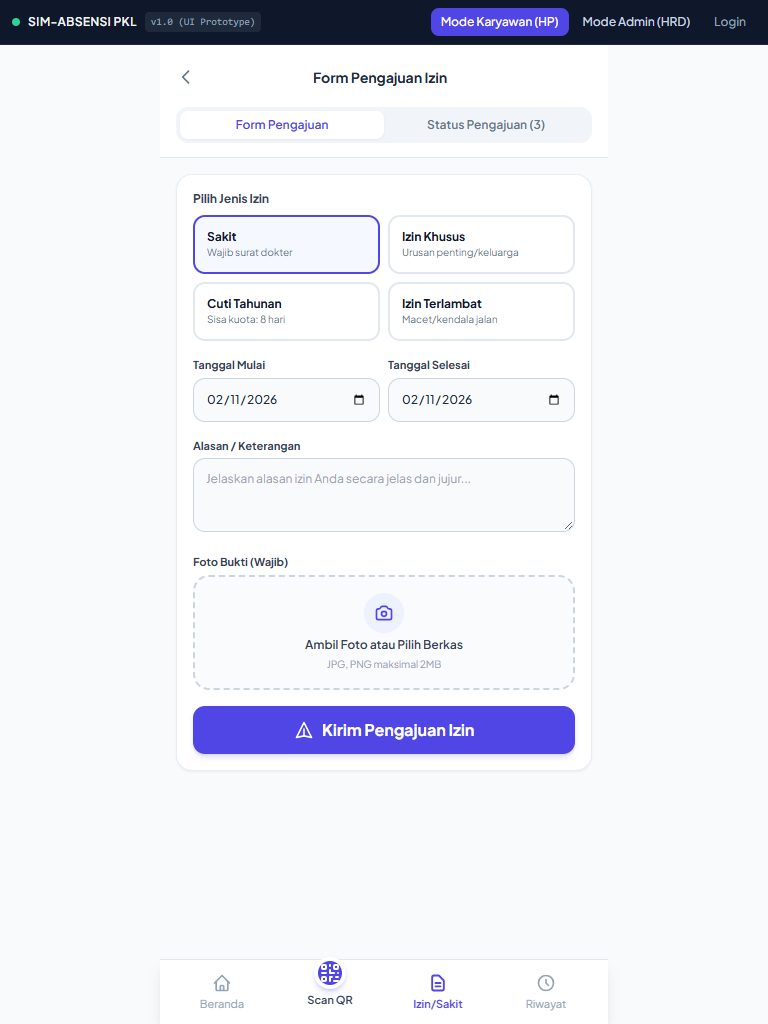 SIM-ABSENSI PKL v1.0 (UI Prototype) Mode Karyawan (HP) Mode Admin (HRD) Login
Form Pengajuan Izin
Form Pengajuan Status Pengajuan (3)
Pilih Jenis Izin
Sakit Izin Khusus
Wajib surat dokter Urusan penting/keluarga
Cuti Tahunan Izin Terlambat
Sisa kuota: 8 hari Macet/kendala jalan
Tanggal Mulai Tanggal Selesai
02/11/2026 02/11/2026
Alasan / Keterangan
Jelaskan alasan izin Anda secara jelas dan jujur...
Foto Bukti (Wajib)
Ambil Foto atau Pilih Berkas
JPG, PNG maksimal 2MB
Kirim Pengajuan Izin
Beranda Scan QR Izin/Sakit Riwayat